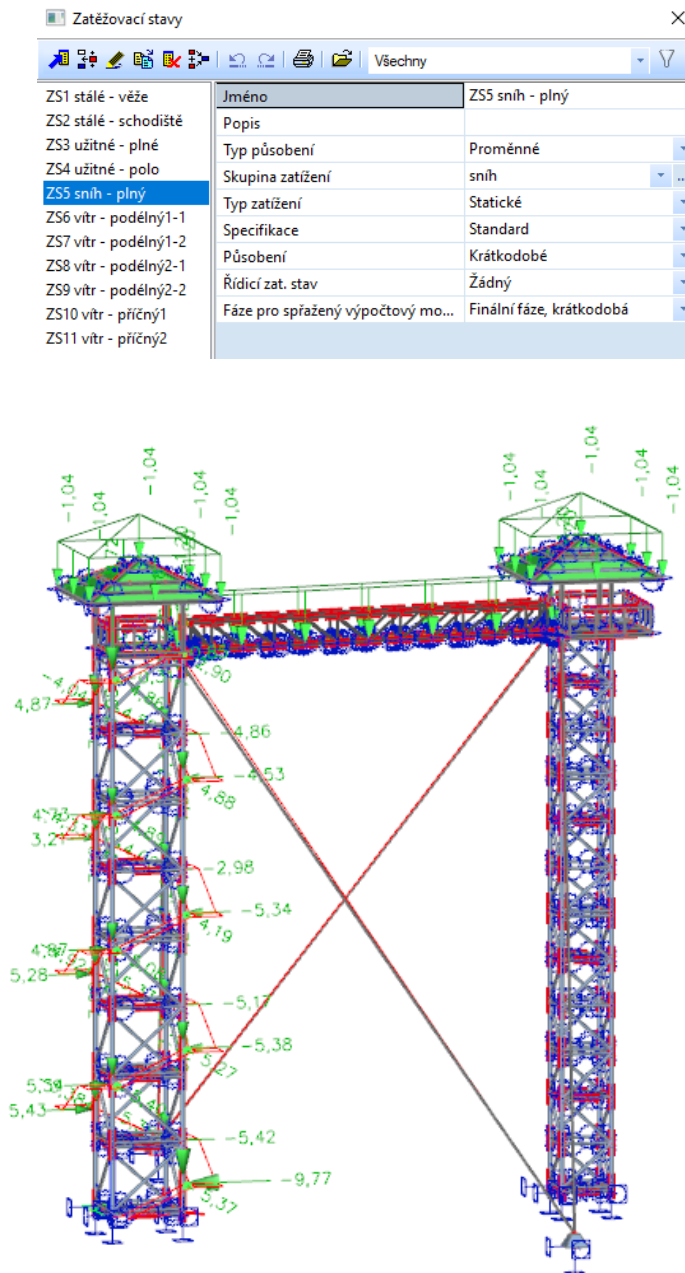 Zatěžovací stavy
Všechny
ZS1 stálé - věže
ZS2 stálé - schodiště
ZS3 užitné - plné
ZS4 užitné - polo
ZS5 sníh - plný
ZS6 vítr - podélný1-1
ZS7 vítr - podélný1-2
ZS8 vítr - podélný2-1
ZS9 vítr - podélný2-2
ZS10 vítr - příčný1
ZS11 vítr - příčný2
Jméno ZS5 sníh - plný
Popis
Typ působení Proměnné
Skupina zatížení sníh ...
Typ zatížení Statické
Specifikace Standard
Působení Krátkodobé
Řídicí zat. stav Žádný
Fáze pro spřažený výpočtový mo... Finální fáze, krátkodobá
-1,04
-1,04
-1,04
-1,04
-1,04
-1,04
-1,04
-1,04
-1,04
-1,04
4,87
-4,86
-4,53
4,88
-2,98
-5,34
4,19
5,28
-5,17
-5,38
5,27
5,43
-5,42
-9,77
5,37